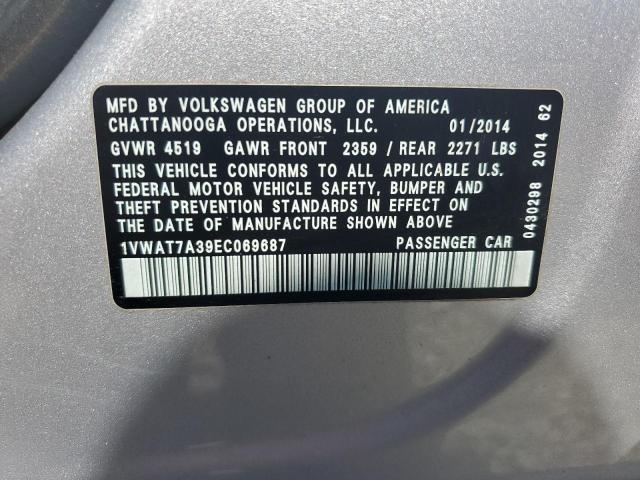 MFD BY VOLKSWAGEN GROUP OF AMERICA
CHATTANOOGA OPERATIONS, LLC. 01/2014
GVWR 4519 GAWR FRONT 2359 / REAR 2271 LBS
THIS VEHICLE CONFORMS TO ALL APPLICABLE U.S.
FEDERAL MOTOR VEHICLE SAFETY, BUMPER AND
THEFT PREVENTION STANDARDS IN EFFECT ON
THE DATE OF MANUFACTURE SHOWN ABOVE
1VWAT7A39EC069687 PASSENGER CAR
0430298 2014 62